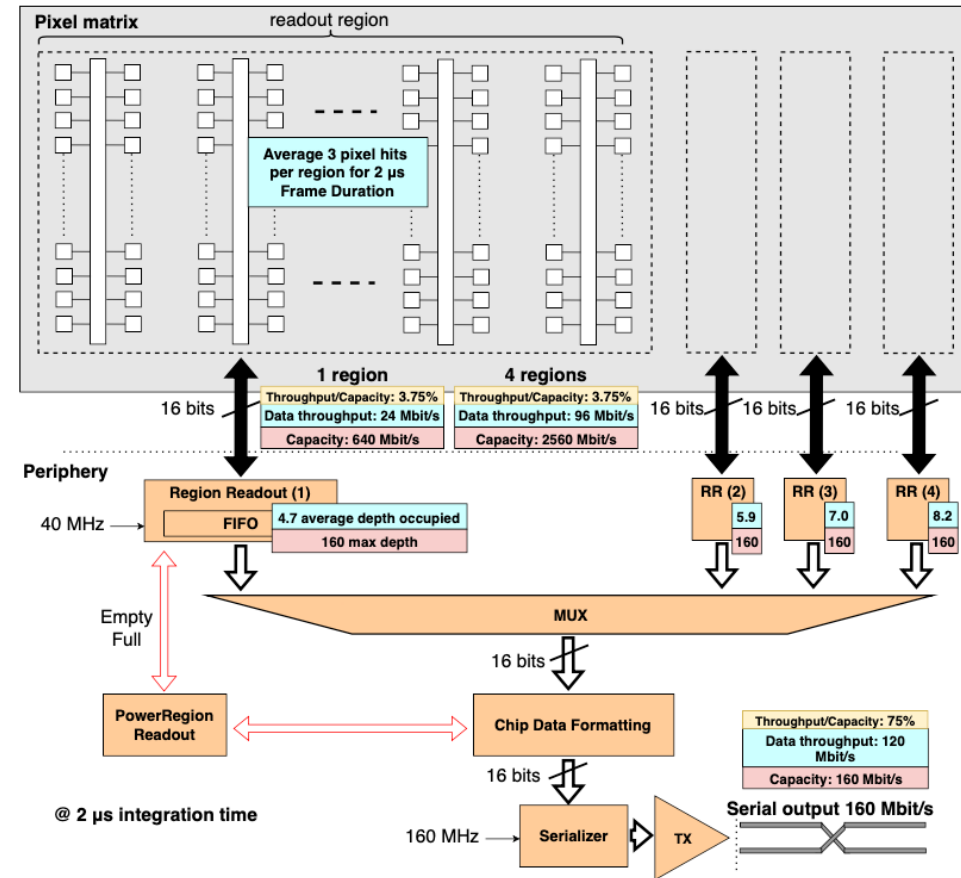 Pixel matrix
readout region
Average 3 pixel hits
per region for 2 µs
Frame Duration
1 region
4 regions
16 bits
Throughput/Capacity: 3.75%
Data throughput: 24 Mbit/s
Capacity: 640 Mbit/s
Throughput/Capacity: 3.75%
Data throughput: 96 Mbit/s
Capacity: 2560 Mbit/s
16 bits
16 bits
16 bits
Periphery
Region Readout (1)
40 MHz
FIFO
4.7 average depth occupied
160 max depth
RR (2)
5.9
160
RR (3)
7.0
160
RR (4)
8.2
160
MUX
Empty
Full
16 bits
PowerRegion
Readout
Chip Data Formatting
Throughput/Capacity: 75%
Data throughput: 120
Mbit/s
Capacity: 160 Mbit/s
16 bits
@ 2 µs integration time
160 MHz
Serializer
TX
Serial output 160 Mbit/s